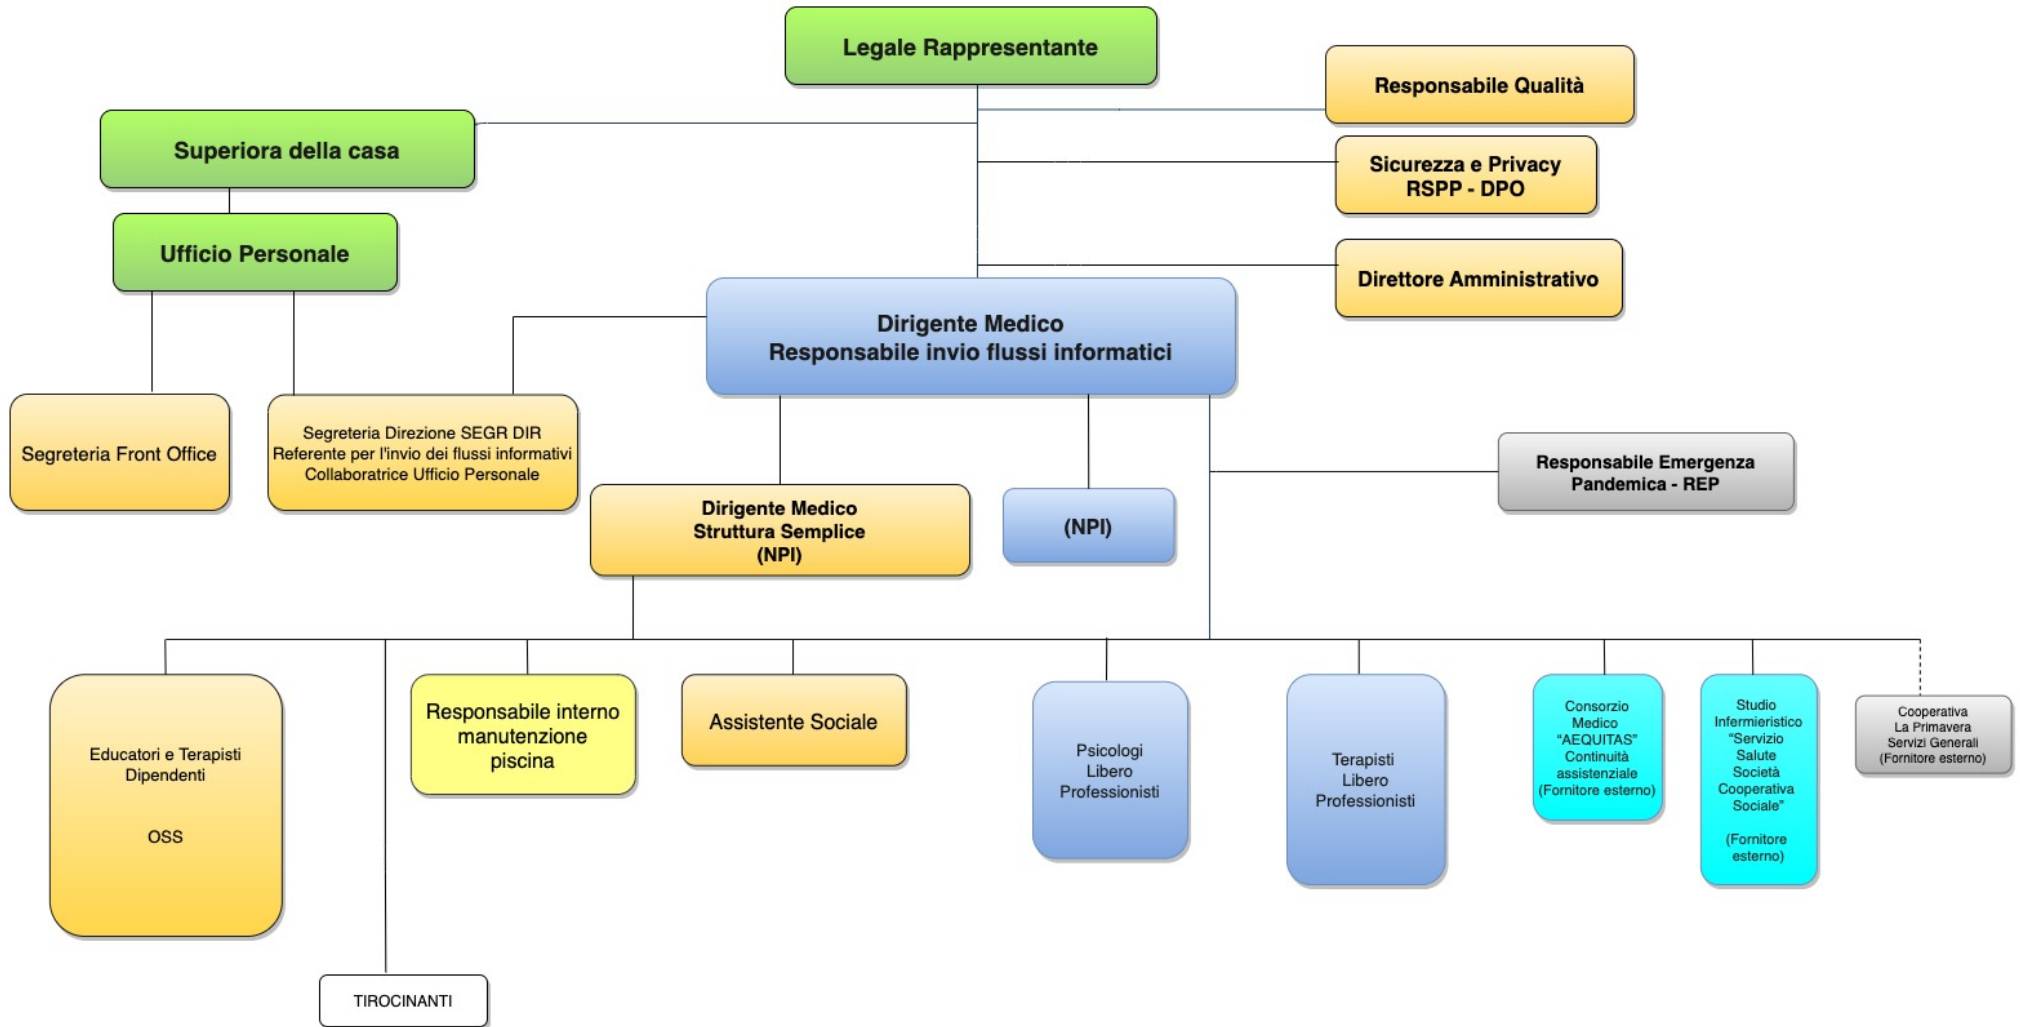 Legale Rappresentante
Responsabile Qualità
Superiora della casa
Sicurezza e Privacy
RSPP - DPO
Ufficio Personale
Direttore Amministrativo
Dirigente Medico
Responsabile invio flussi informatici
Segreteria Front Office
Segreteria Direzione SEGR DIR
Referente per l'invio dei flussi informativi
Collaboratrice Ufficio Personale
Responsabile Emergenza
Pandemica - REP
Dirigente Medico
Struttura Semplice
(NPI)
(NPI)
Educatori e Terapisti
Dipendenti
OSS
Responsabile interno
manutenzione
piscina
Assistente Sociale
Psicologi
Libero
Professionisti
Terapisti
Libero
Professionisti
Consorzio
Medico
“AEQUITAS”
Continuità
assistenziale
(Fornitore esterno)
Studio
Infermieristico
“Servizio
Salute
Società
Cooperativa
Sociale”
(Fornitore
esterno)
Cooperativa
La Primavera
Servizi Generali
(Fornitore esterno)
TIROCINANTI